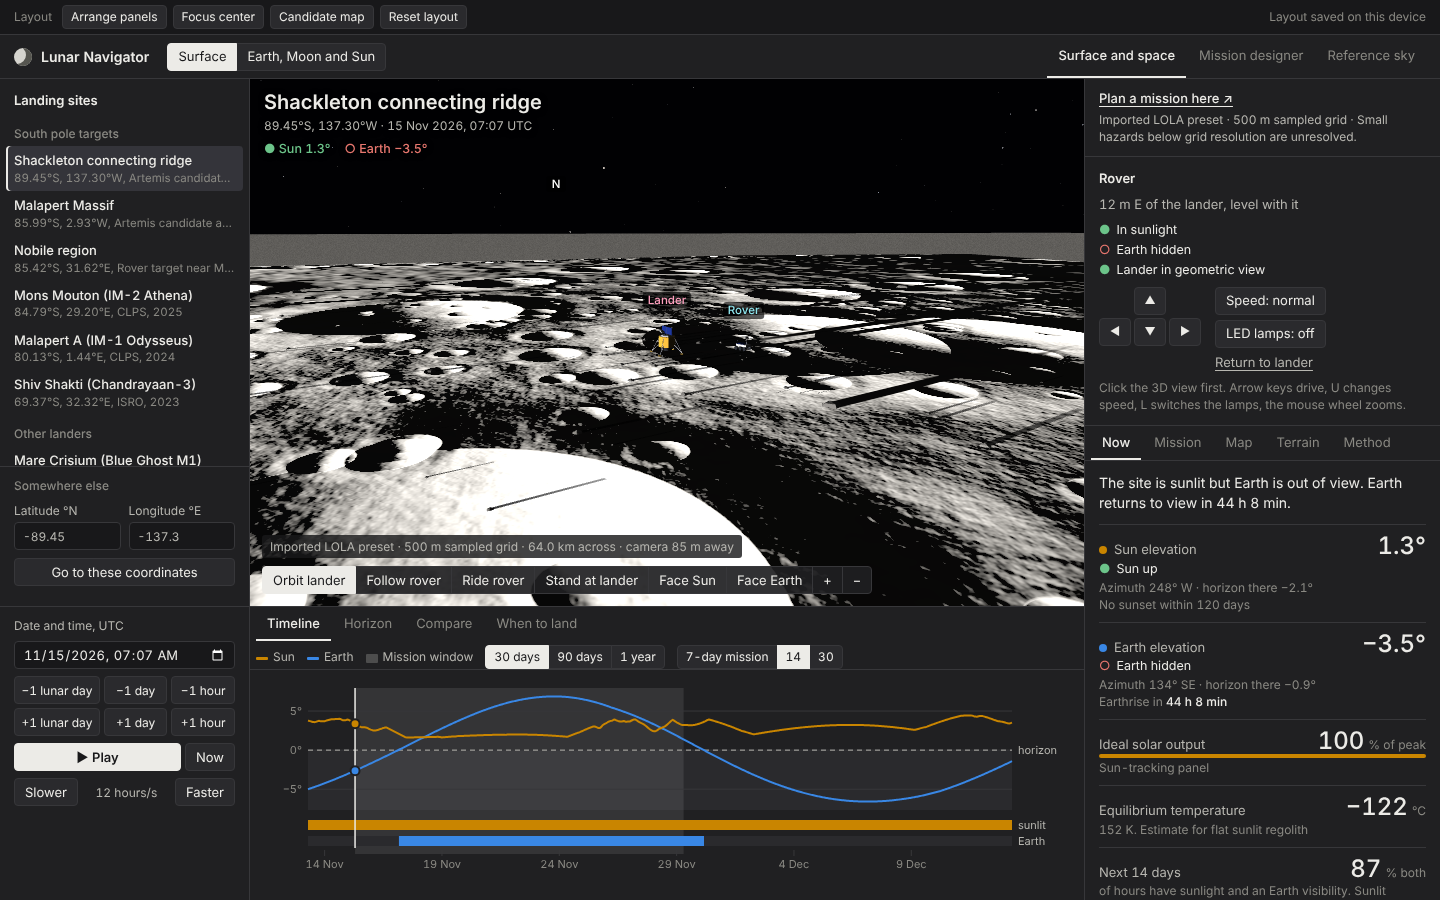 Layout Arrange panels Focus center Candidate map Reset layout Layout saved on this device
Lunar Navigator Surface Earth, Moon and Sun Surface and space Mission designer Reference sky
Landing sites
South pole targets
Shackleton connecting ridge
89.45°S, 137.30°W, Artemis candidat...
Malapert Massif
85.99°S, 2.93°W, Artemis candidate a...
Nobile region
85.42°S, 31.62°E, Rover target near M...
Mons Mouton (IM-2 Athena)
84.79°S, 29.20°E, CLPS, 2025
Malapert A (IM-1 Odysseus)
80.13°S, 1.44°E, CLPS, 2024
Shiv Shakti (Chandrayaan-3)
69.37°S, 32.32°E, ISRO, 2023
Other landers
Mare Crisium (Blue Ghost M1)
Somewhere else
Latitude °N Longitude °E
-89.45 -137.3
Go to these coordinates
Date and time, UTC
11/15/2026, 07:07 AM
−1 lunar day −1 day −1 hour
+1 lunar day +1 day +1 hour
▶ Play Now
Slower 12 hours/s Faster
Shackleton connecting ridge
89.45°S, 137.30°W · 15 Nov 2026, 07:07 UTC
Sun 1.3° Earth −3.5°
N
Lander
Rover
Imported LOLA preset · 500 m sampled grid · 64.0 km across · camera 85 m away
Orbit lander Follow rover Ride rover Stand at lander Face Sun Face Earth + −
Timeline Horizon Compare When to land
Sun Earth Mission window 30 days 90 days 1 year 7-day mission 14 30
5°
0° horizon
−5°
sunlit
Earth
14 Nov 19 Nov 24 Nov 29 Nov 4 Dec 9 Dec
Plan a mission here ↗
Imported LOLA preset · 500 m sampled grid · Small
hazards below grid resolution are unresolved.
Rover
12 m E of the lander, level with it
In sunlight
Earth hidden
Lander in geometric view
▲ Speed: normal
◀ ▼ ▶ LED lamps: off
Return to lander
Click the 3D view first. Arrow keys drive, U changes
speed, L switches the lamps, the mouse wheel zooms.
Now Mission Map Terrain Method
The site is sunlit but Earth is out of view. Earth
returns to view in 44 h 8 min.
Sun elevation 1.3°
Sun up
Azimuth 248° W · horizon there −2.1°
No sunset within 120 days
Earth elevation −3.5°
Earth hidden
Azimuth 134° SE · horizon there −0.9°
Earthrise in 44 h 8 min
Ideal solar output 100 % of peak
Sun-tracking panel
Equilibrium temperature −122 °C
152 K. Estimate for flat sunlit regolith
Next 14 days 87 % both
of hours have sunlight and an Earth visibility. Sunlit